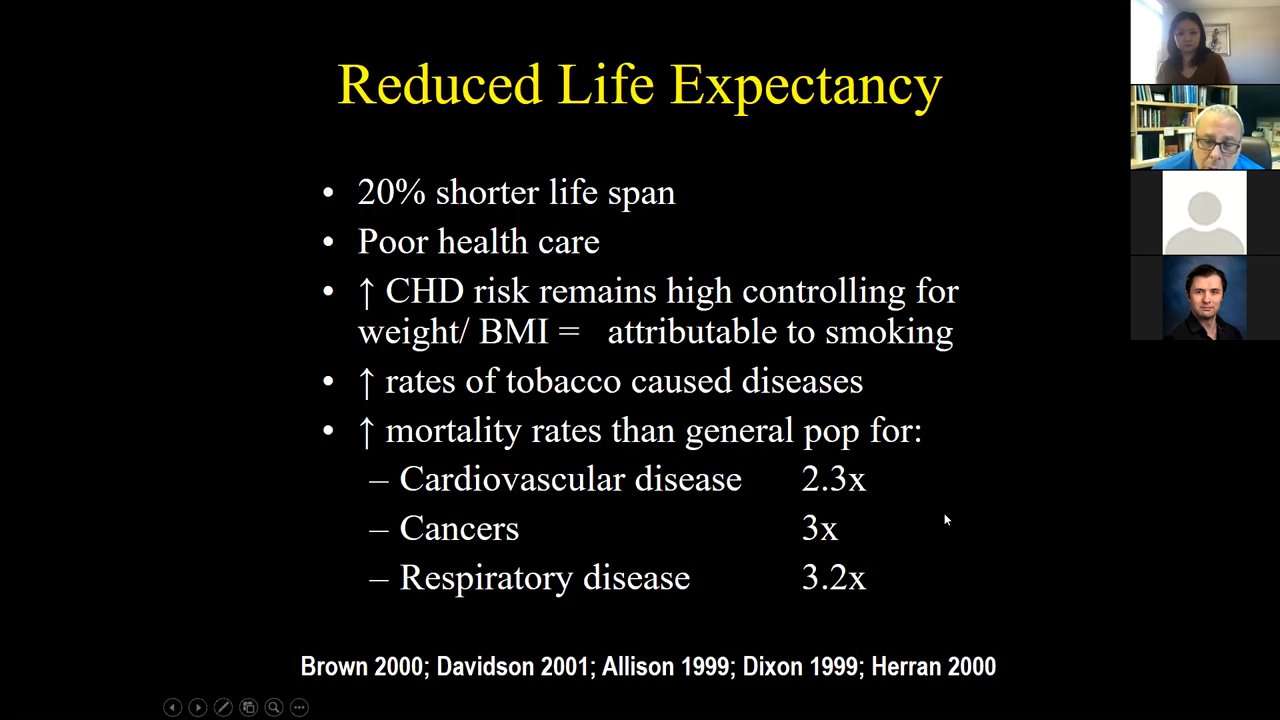 Reduced Life Expectancy
• 20% shorter life span
• Poor health care
• ↑ CHD risk remains high controlling for
weight/ BMI = attributable to smoking
• ↑ rates of tobacco caused diseases
• ↑ mortality rates than general pop for:
– Cardiovascular disease 2.3x
– Cancers 3x
– Respiratory disease 3.2x
Brown 2000; Davidson 2001; Allison 1999; Dixon 1999; Herran 2000